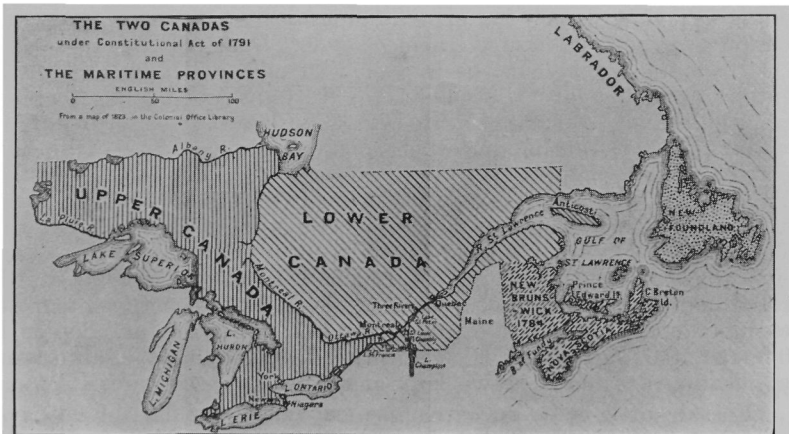 THE TWO CANADAS
under Constitutional Act of 1791
and
THE MARITIME PROVINCES
ENGLISH MILES
0 50 100
From a map of 1823 in the Colonial Office Library
LABRADOR
HUDSON
BAY
Albany R.
UPPER CANADA
LOWER
CANADA
R. St. Lawrence
Anticosti
NEW
FOUNDLAND
GULF OF
ST LAWRENCE
LAKE SUPERIOR
Montreal R.
Three Rivers
Quebec
NEW
BRUNS
WICK
1784
Prince
Edward Is.
C. Breton
Id.
Maine
NOVA SCOTIA
B. of Fundy
Ottawa R.
Montreal
L.
Champlain
L. MICHIGAN
L.
HURON
York
L. ONTARIO
Newark
Niagara
L. ERIE